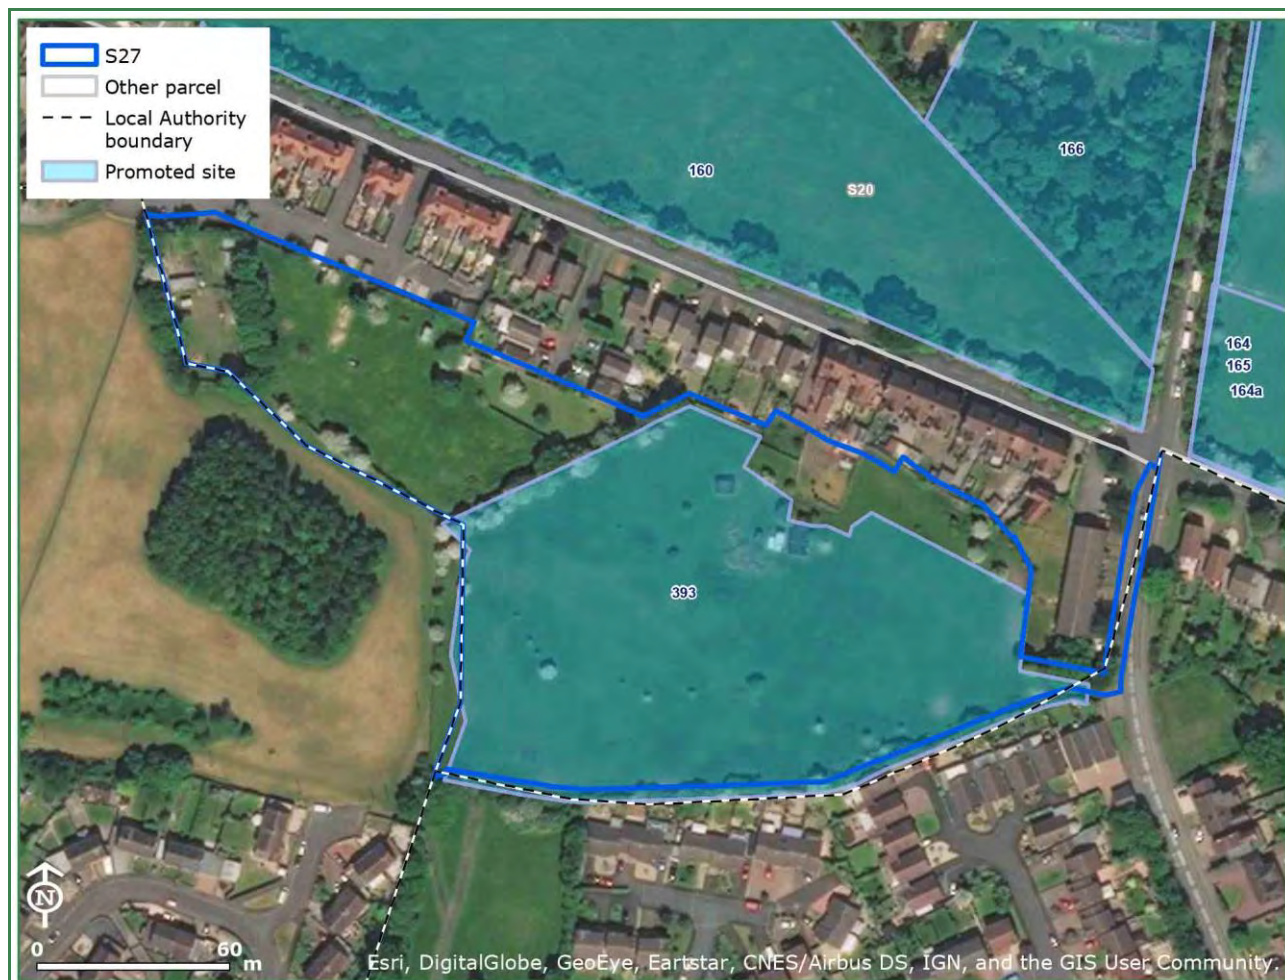 S27
Other parcel
Local Authority
boundary
Promoted site
160
166
S20
164
165
164a
393
N
0 60
m
Esri, DigitalGlobe, GeoEye, Earlstar, CNES/Airbus DS, IGN, and the GIS User Community